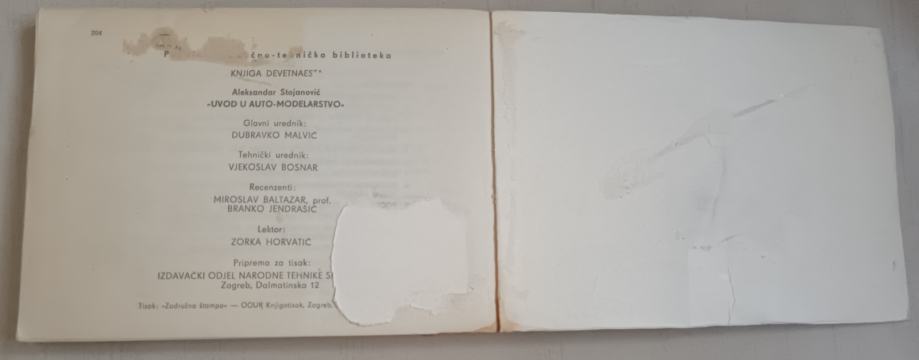 204
čno-tehnička biblioteka
KNJIGA DEVETNAES
Aleksandar Stojanović
»UVOD U AUTO-MODELARSTVO«
Glavni urednik:
DUBRAVKO MALVIĆ
Tehnički urednik:
VJEKOSLAV BOSNAR
Recenzenti:
MIROSLAV BALTAZAR, prof.
BRANKO JENDRAŠIĆ
Lektor:
ZORKA HORVATIĆ
Priprema za tisak:
IZDAVAČKI ODJEL NARODNE TEHNIKE
Zagreb, Dalmatinska 12
Tisak: »Zadružna štampa« — OOUR Knjigotisak, Zagreb